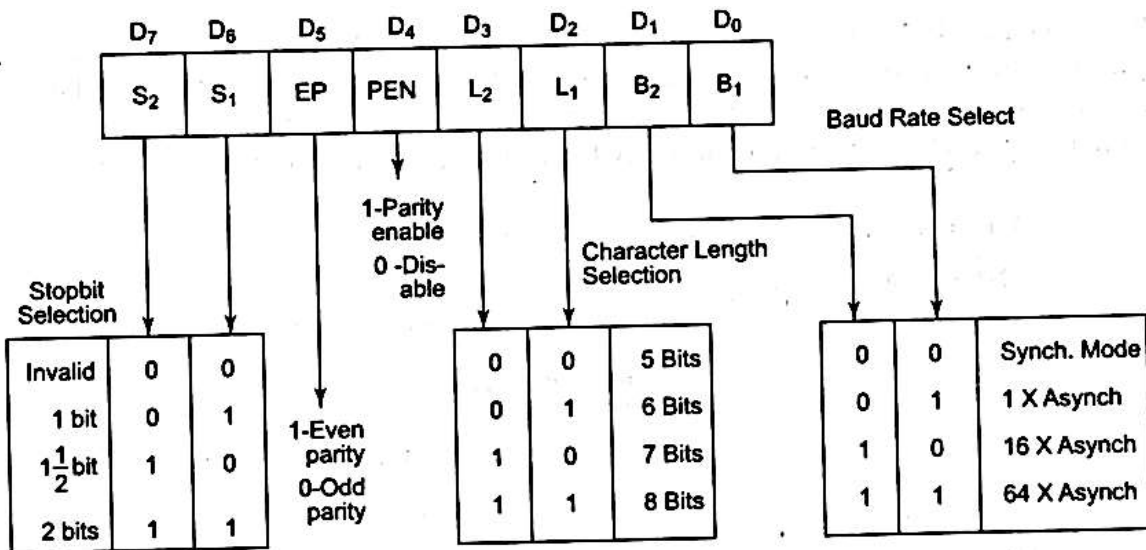 D₇ D₆ D₅ D₄ D₃ D₂ D₁ D₀
S₂ S₁ EP PEN L₂ L₁ B₂ B₁
Baud Rate Select
1-Parity
enable
0 -Dis-
able
Character Length
Selection
Stopbit
Selection
Invalid 0 0
1 bit 0 1
1½ bit 1 0
2 bits 1 1
1-Even
parity
0-Odd
parity
0 0 5 Bits
0 1 6 Bits
1 0 7 Bits
1 1 8 Bits
0 0 Synch. Mode
0 1 1 X Asynch
1 0 16 X Asynch
1 1 64 X Asynch